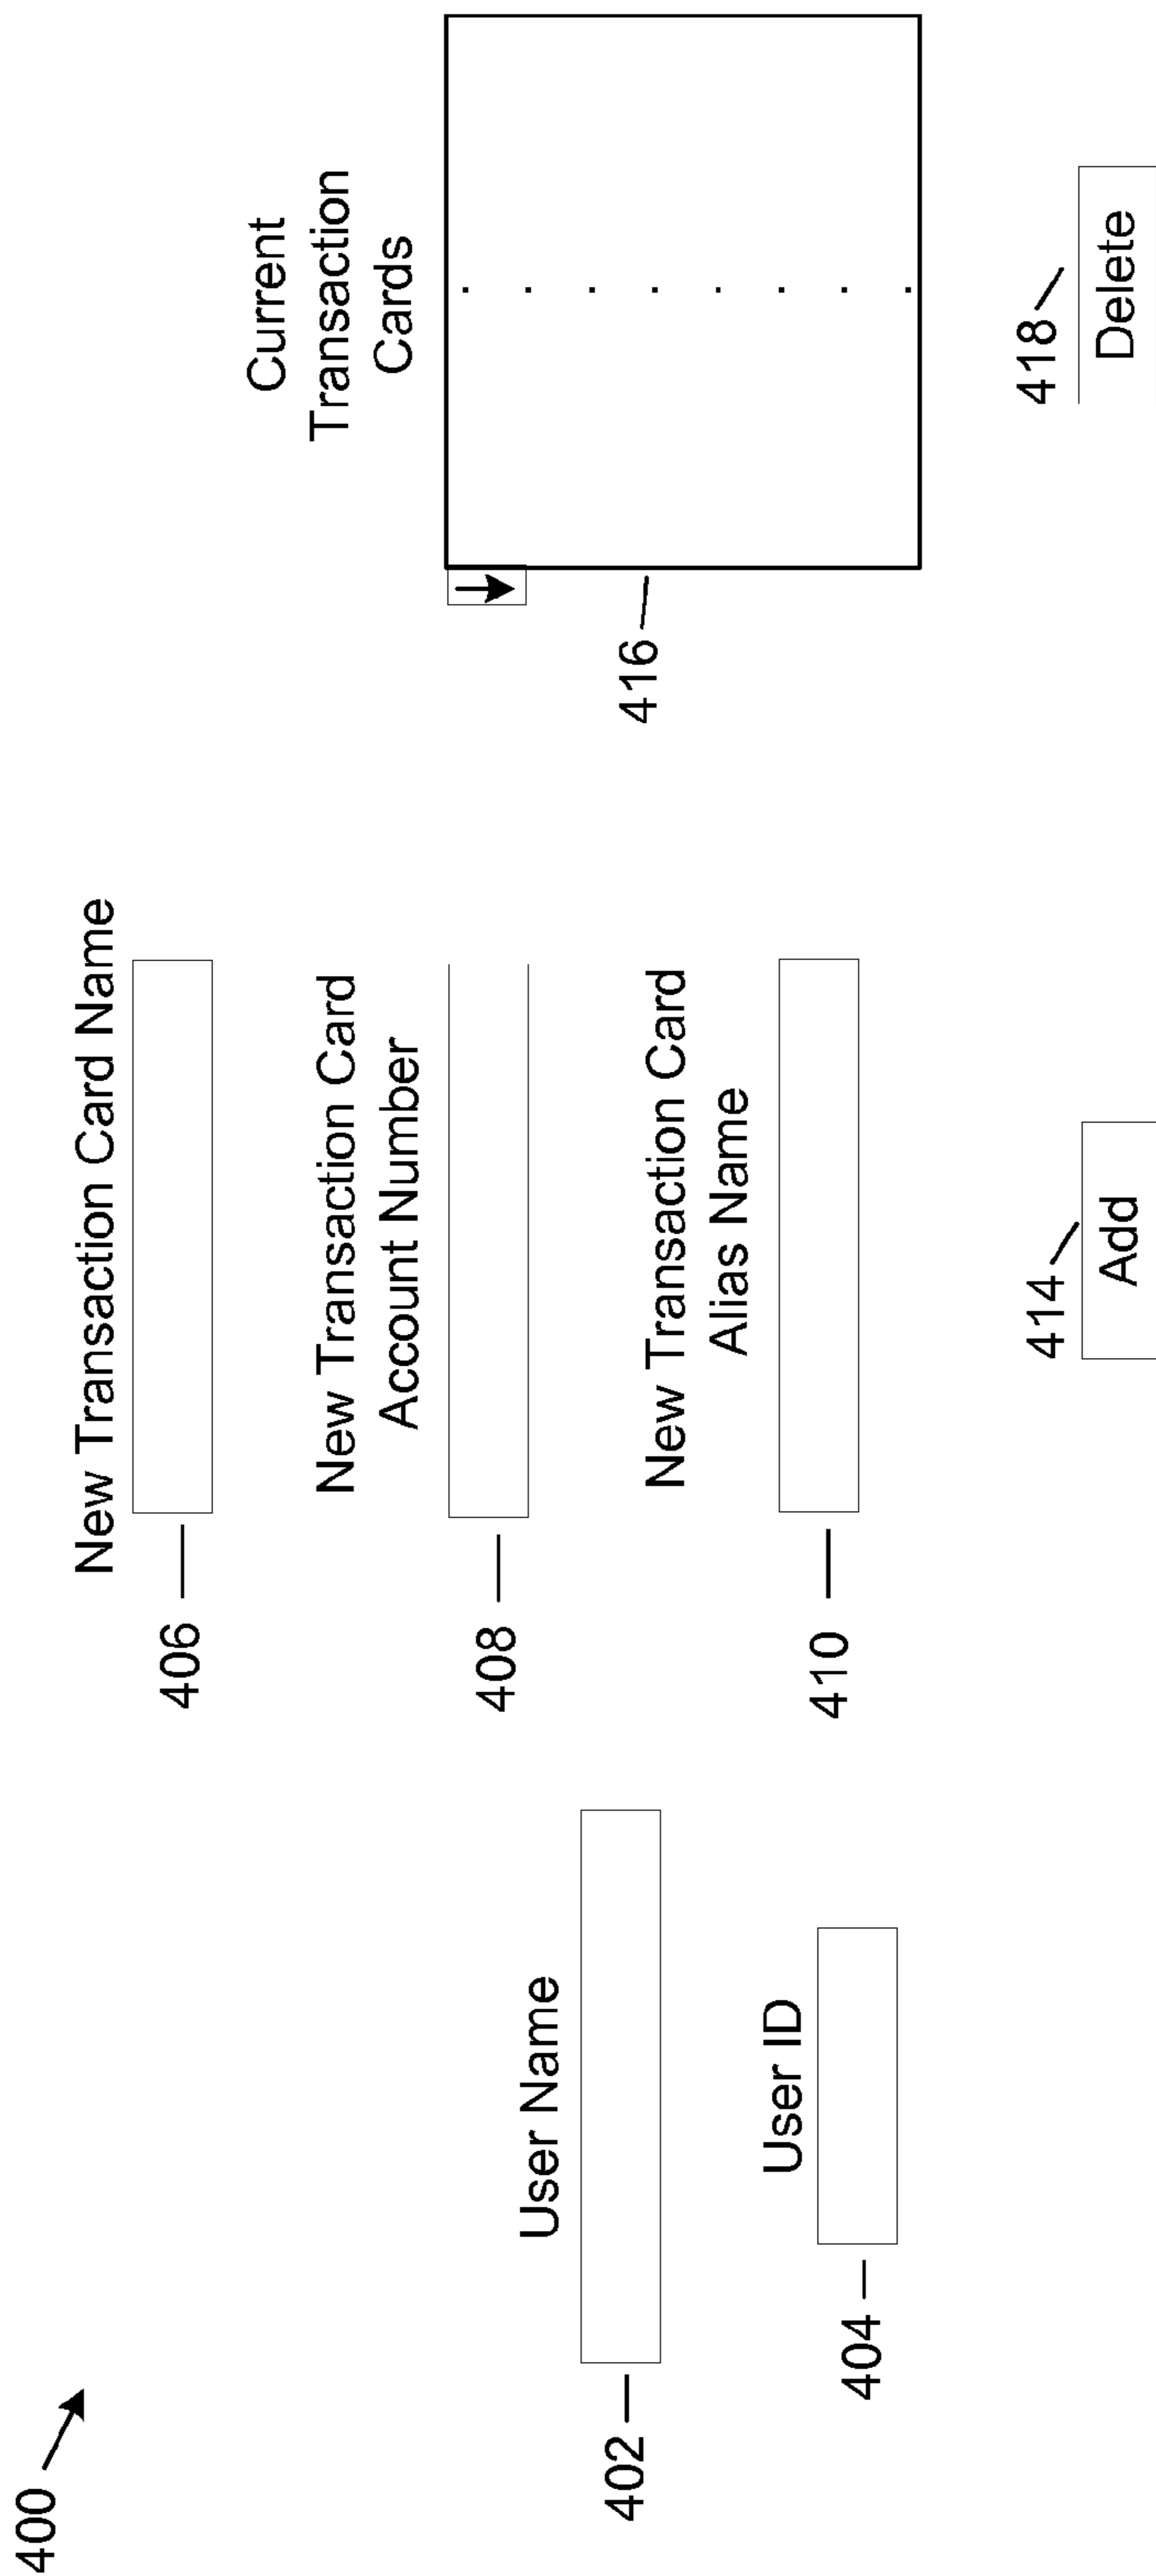 400
User Name
402
User ID
404
New Transaction Card Name
406
New Transaction Card
Account Number
408
New Transaction Card
Alias Name
410
414
Add
Current
Transaction
Cards
416
418
Delete